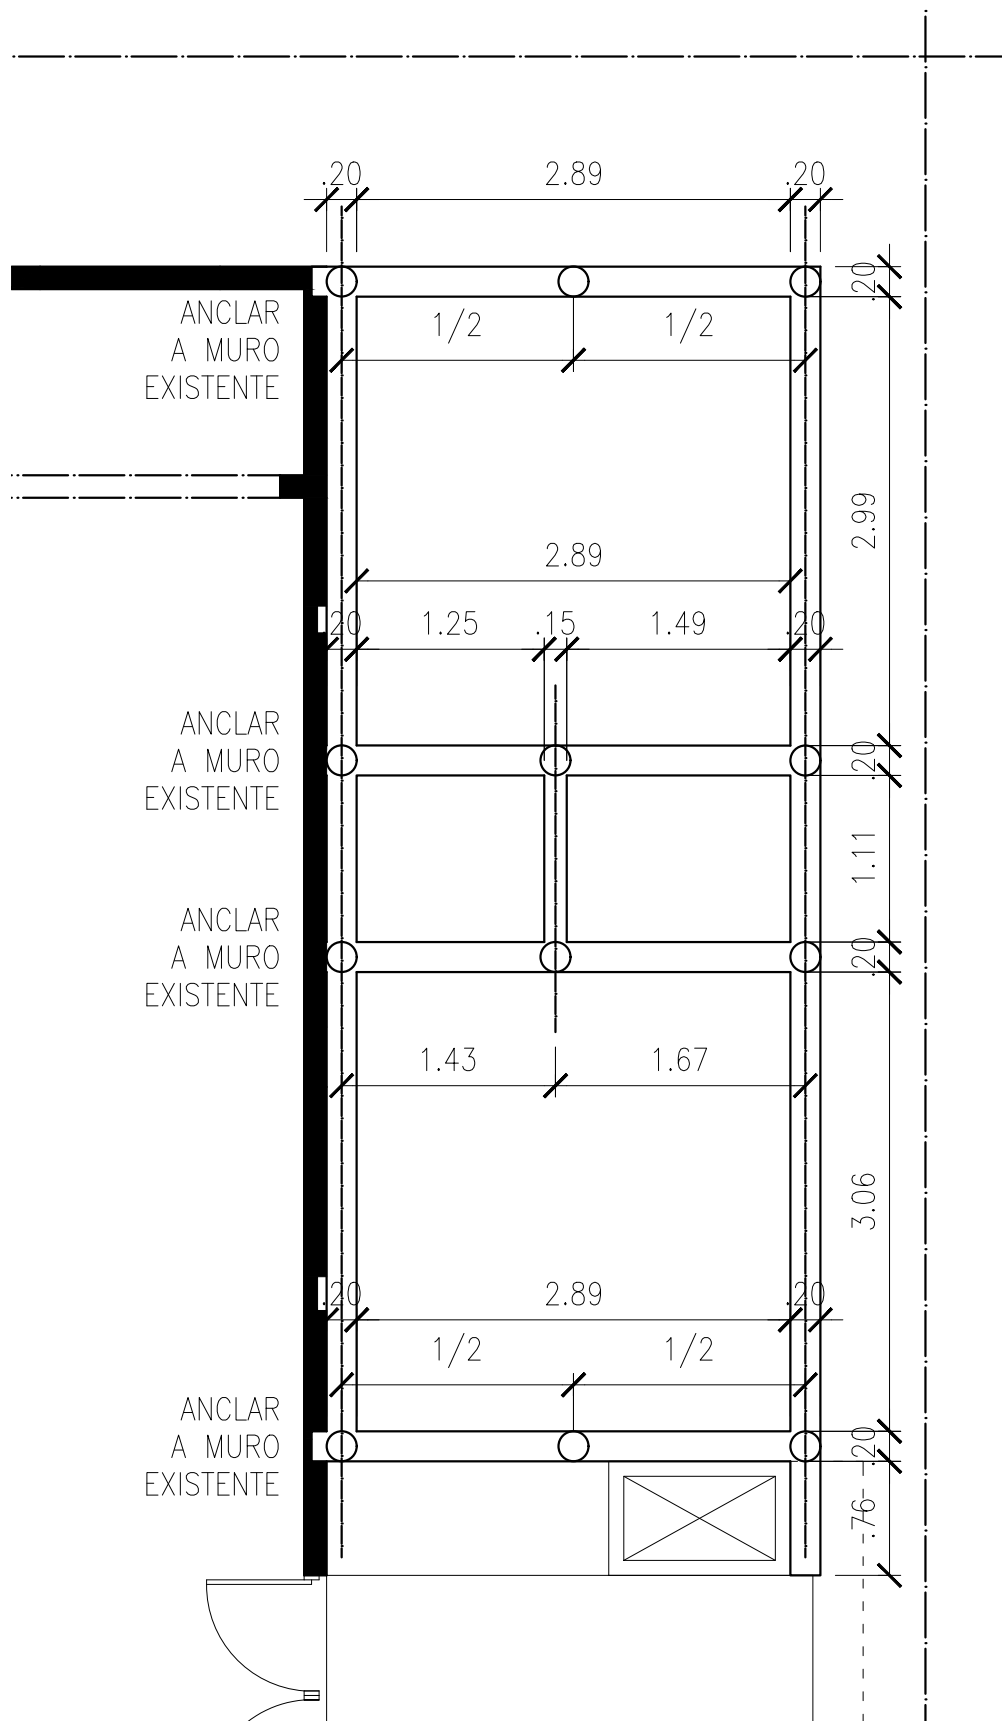 .20 2.89 .20
.20
ANCLAR
A MURO
EXISTENTE
1/2 1/2
2.99
2.89
.20 1.25 .15 1.49 .20
ANCLAR
A MURO
EXISTENTE
.20
1.11
ANCLAR
A MURO
EXISTENTE
.20
1.43 1.67
3.06
.20 2.89 .20
1/2 1/2
ANCLAR
A MURO
EXISTENTE
.20
.76